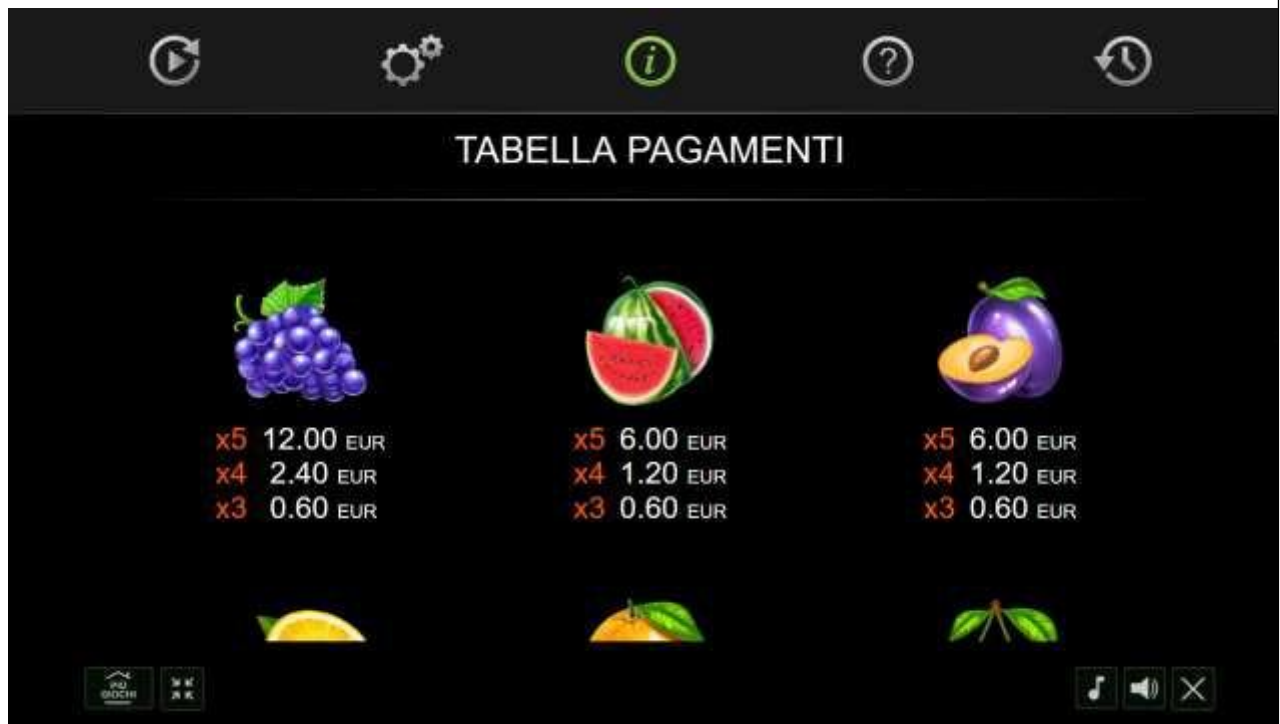 TABELLA PAGAMENTI
x5 12.00 EUR
x4 2.40 EUR
x3 0.60 EUR
x5 6.00 EUR
x4 1.20 EUR
x3 0.60 EUR
x5 6.00 EUR
x4 1.20 EUR
x3 0.60 EUR
PIÙ
GIOCHI